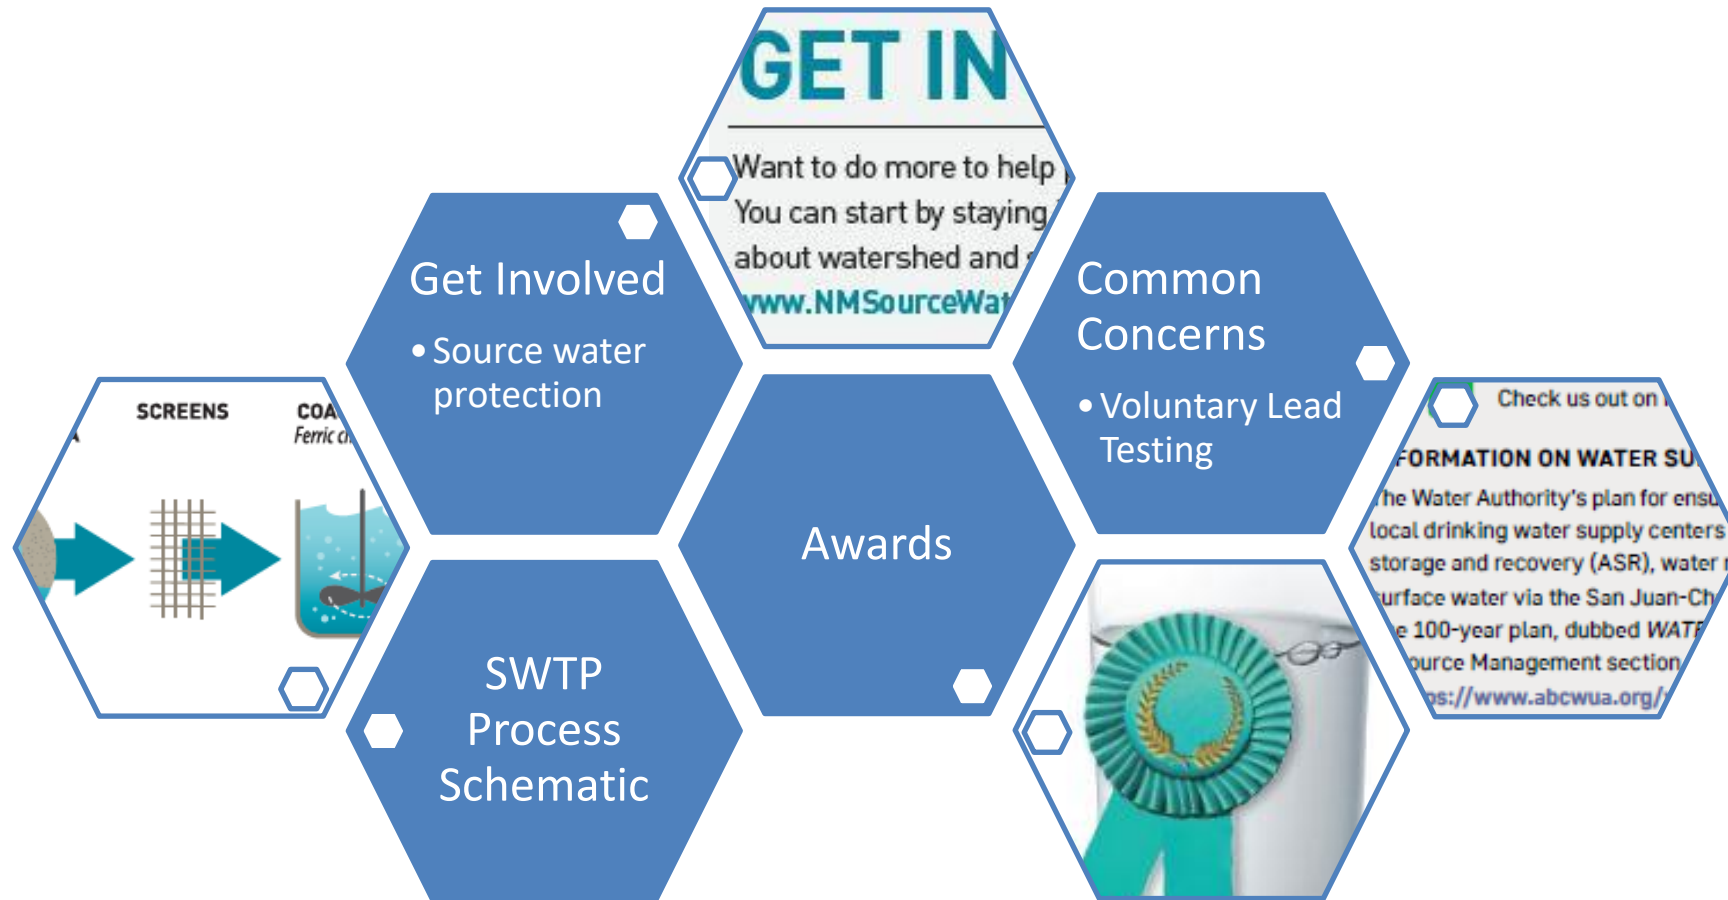 GET IN
Want to do more to help
You can start by staying
about watershed and
www.NMSourceWat
Get Involved
• Source water
protection
Common
Concerns
• Voluntary Lead
Testing
SCREENS
COA
Ferric
Awards
SWTP
Process
Schematic
Check us out on
FORMATION ON WATER SU
The Water Authority's plan for ensu
local drinking water supply centers
storage and recovery (ASR), water
surface water via the San Juan-Ch
e 100-year plan, dubbed WATE
ource Management section
ps://www.abcwua.org/